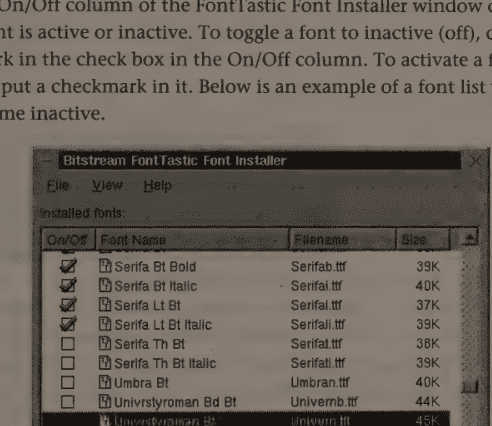 On/Off column of the FontTastic Font Installer window
nt is active or inactive. To toggle a font to inactive (off),
rk in the check box in the On/Off column. To activate a
put a checkmark in it. Below is an example of a font list
me inactive.
Bitstream FontTastic Font Installer
File View Help
Installed fonts:
On/Off Font Name Filename Size
Serifa Bt Bold Serifab.ttf 39K
Serifa Bt Italic Serifai.ttf 40K
Serifa Lt Bt Serifal.ttf 37K
Serifa Lt Bt Italic Serifali.ttf 39K
Serifa Th Bt Serifat.ttf 38K
Serifa Th Bt Italic Serifati.ttf 39K
Umbra Bt Umbran.ttf 40K
Univrstyroman Bd Bt Univernb.ttf 44K
Univrstyroman Bt Univern.ttf 45K